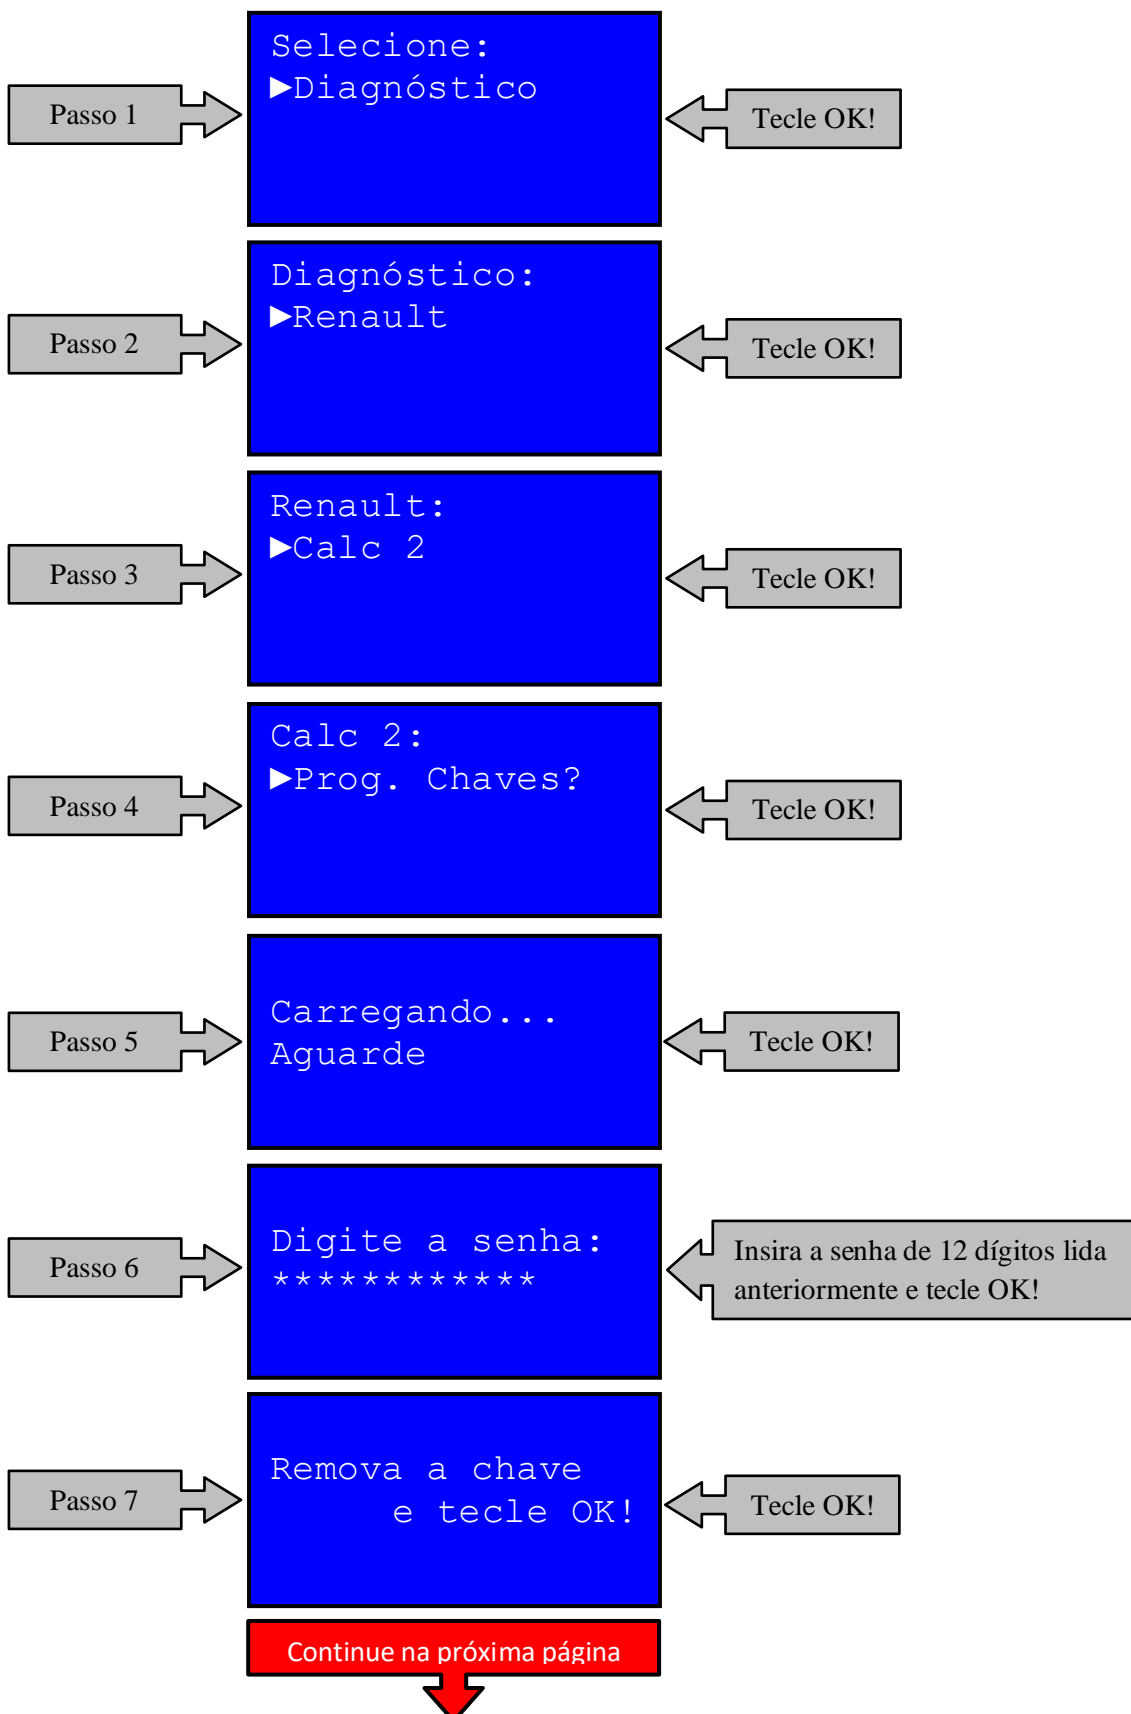 Selecione:
►Diagnóstico
Passo 1
Tecle OK!
Diagnóstico:
►Renault
Passo 2
Tecle OK!
Renault:
►Calc 2
Passo 3
Tecle OK!
Calc 2:
►Prog. Chaves?
Passo 4
Tecle OK!
Carregando...
Aguarde
Passo 5
Tecle OK!
Digite a senha:
************
Passo 6
Insira a senha de 12 dígitos lida
anteriormente e tecle OK!
Remova a chave
e tecle OK!
Passo 7
Tecle OK!
Continue na próxima página